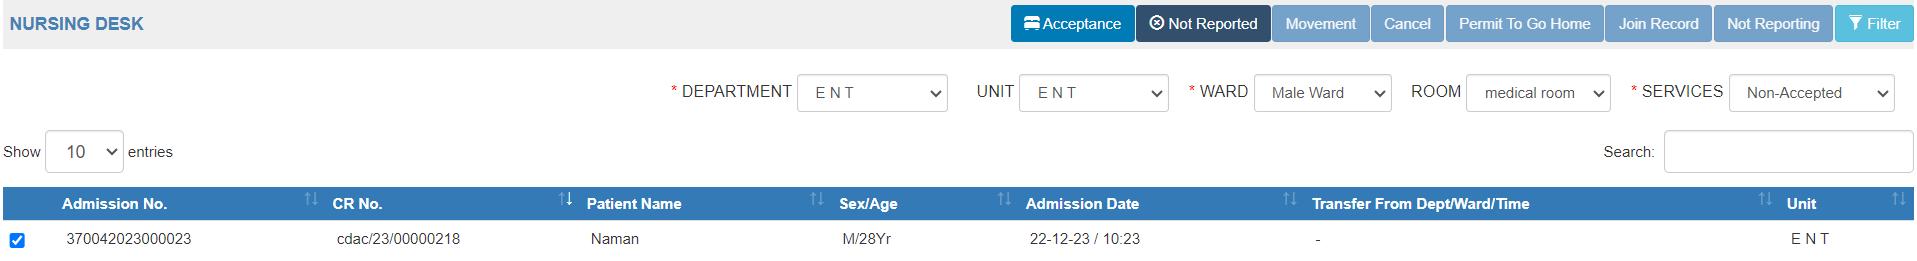 NURSING DESK Acceptance Not Reported Movement Cancel Permit To Go Home Join Record Not Reporting Filter
* DEPARTMENT E N T UNIT E N T * WARD Male Ward ROOM medical room * SERVICES Non-Accepted
Show 10 entries Search:
Admission No. CR No. Patient Name Sex/Age Admission Date Transfer From Dept/Ward/Time Unit
370042023000023 cdac/23/00000218 Naman M/28Yr 22-12-23 / 10:23 - E N T